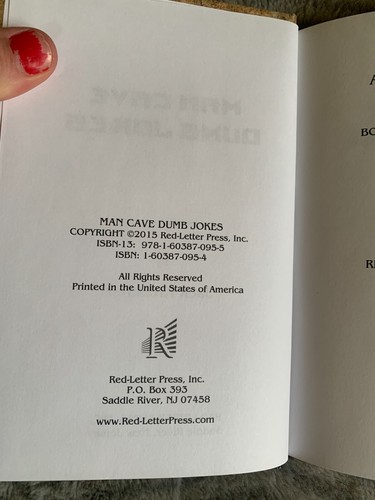 MAN CAVE DUMB JOKES
COPYRIGHT ©2015 Red-Letter Press, Inc.
ISBN-13: 978-1-60387-095-5
ISBN: 1-60387-095-4
All Rights Reserved
Printed in the United States of America
R
Red-Letter Press, Inc.
P.O. Box 393
Saddle River, NJ 07458
www.Red-LetterPress.com